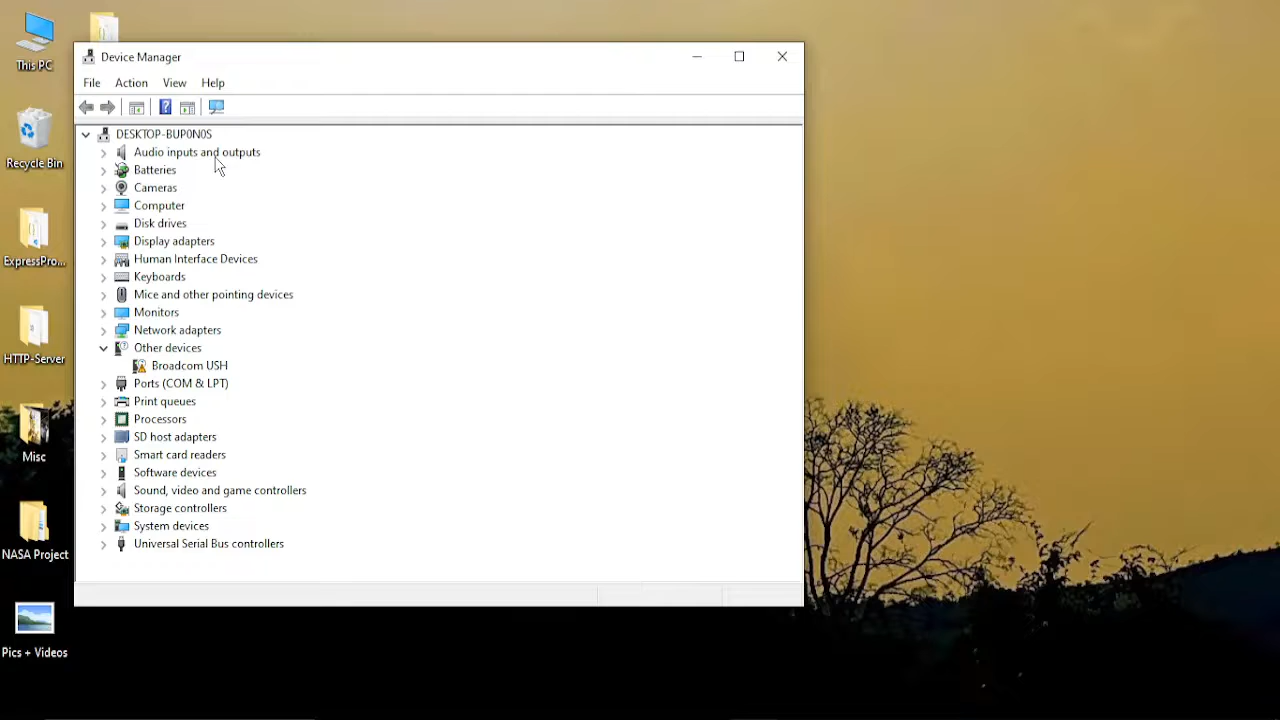 This PC
Recycle Bin
ExpressPro...
HTTP-Server
Misc
NASA Project
Pics + Videos
Device Manager
File Action View Help
DESKTOP-BUP0N0S
Audio inputs and outputs
Batteries
Cameras
Computer
Disk drives
Display adapters
Human Interface Devices
Keyboards
Mice and other pointing devices
Monitors
Network adapters
Other devices
Broadcom USH
Ports (COM & LPT)
Print queues
Processors
SD host adapters
Smart card readers
Software devices
Sound, video and game controllers
Storage controllers
System devices
Universal Serial Bus controllers